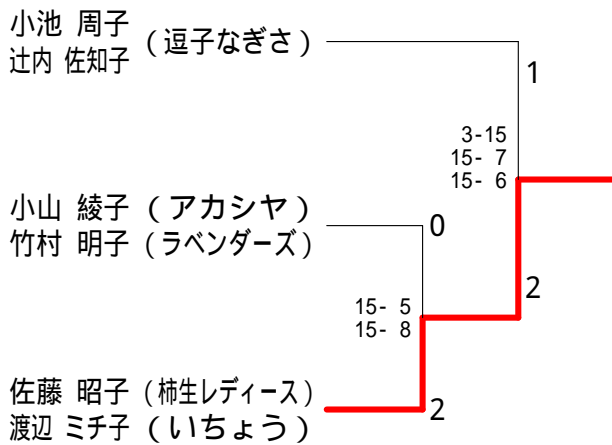 小池 周子 (逗子なぎさ)
辻内 佐知子
1
3-15
15- 7
15- 6
小山 綾子 (アカシヤ)
竹村 明子 (ラベンダーズ)
0
2
15- 5
15- 8
佐藤 昭子 (柿生レディース)
渡辺 ミチ子 (いちょう)
2